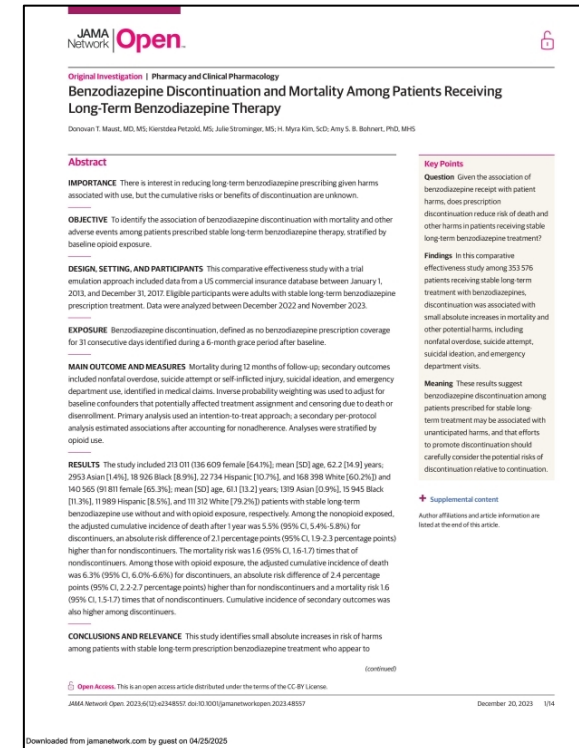 JAMA Network | Open™
Original Investigation | Pharmacy and Clinical Pharmacology
Benzodiazepine Discontinuation and Mortality Among Patients Receiving
Long-Term Benzodiazepine Therapy
Donovan T. Maust, MD, MS; Kierstdea Petzold, MS; Julie Strominger, MS; H. Myra Kim, ScD; Amy S. B. Bohnert, PhD, MHS
Abstract
IMPORTANCE There is interest in reducing long-term benzodiazepine prescribing given harms
associated with use, but the cumulative risks or benefits of discontinuation are unknown.
OBJECTIVE To identify the association of benzodiazepine discontinuation with mortality and other
adverse events among patients prescribed stable long-term benzodiazepine therapy, stratified by
baseline opioid exposure.
DESIGN, SETTING, AND PARTICIPANTS This comparative effectiveness study with a trial
emulation approach included data from a US commercial insurance database between January 1,
2013, and December 31, 2017. Eligible participants were adults with stable long-term benzodiazepine
prescription treatment. Data were analyzed between December 2022 and November 2023.
EXPOSURE Benzodiazepine discontinuation, defined as no benzodiazepine prescription coverage
for 31 consecutive days identified during a 6-month grace period after baseline.
MAIN OUTCOME AND MEASURES Mortality during 12 months of follow-up; secondary outcomes
included nonfatal overdose, suicide attempt or self-inflicted injury, suicidal ideation, and emergency
department use, identified in medical claims. Inverse probability weighting was used to adjust for
baseline confounders that potentially affected treatment assignment and censoring due to death or
disenrollment. Primary analysis used an intention-to-treat approach; a secondary per-protocol
analysis estimated associations after accounting for nonadherence. Analyses were stratified by
opioid use.
RESULTS The study included 213 011 (136 609 female [64.1%]; mean [SD] age, 62.2 [14.9] years;
2953 Asian [1.4%], 18 926 Black [8.9%], 22 734 Hispanic [10.7%], and 168 398 White [60.2%]) and
140 565 (91 811 female [65.3%]; mean [SD] age, 61.1 [13.2] years; 1319 Asian [0.9%], 15 945 Black
[11.3%], 11 989 Hispanic [8.5%], and 111 312 White [79.2%]) patients with stable long-term
benzodiazepine use without and with opioid exposure, respectively. Among the nonopioid exposed,
the adjusted cumulative incidence of death after 1 year was 5.5% (95% CI, 5.4%-5.8%) for
discontinuers, an absolute risk difference of 2.1 percentage points (95% CI, 1.9-2.3 percentage points)
higher than for nondiscontinuers. The mortality risk was 1.6 (95% CI, 1.6-1.7) times that of
nondiscontinuers. Among those with opioid exposure, the adjusted cumulative incidence of death
was 6.3% (95% CI, 6.0%-6.6%) for discontinuers, an absolute risk difference of 2.4 percentage
points (95% CI, 2.2-2.7 percentage points) higher than for nondiscontinuers and a mortality risk 1.6
(95% CI, 1.5-1.7) times that of nondiscontinuers. Cumulative incidence of secondary outcomes was
also higher among discontinuers.
CONCLUSIONS AND RELEVANCE This study identifies small absolute increases in risk of harms
among patients with stable long-term prescription benzodiazepine treatment who appear to
(continued)
Key Points
Question Given the association of
benzodiazepine receipt with patient
harms, does prescription
discontinuation reduce risk of death and
other harms in patients receiving stable
long-term benzodiazepine treatment?
Findings In this comparative
effectiveness study among 353 576
patients receiving stable long-term
treatment with benzodiazepines,
discontinuation was associated with
small absolute increases in mortality and
other potential harms, including
nonfatal overdose, suicide attempt,
suicidal ideation, and emergency
department visits.
Meaning These results suggest
benzodiazepine discontinuation among
patients prescribed for stable long-
term treatment may be associated with
unanticipated harms, and that efforts
to promote discontinuation should
carefully consider the potential risks of
discontinuation relative to continuation.
+ Supplemental content
Author affiliations and article information are
listed at the end of this article.
Open Access. This is an open access article distributed under the terms of the CC-BY License.
JAMA Network Open. 2023;6(12):e2348557. doi:10.1001/jamanetworkopen.2023.48557
December 20, 2023 1/14
Downloaded from jamanetwork.com by guest on 04/25/2025